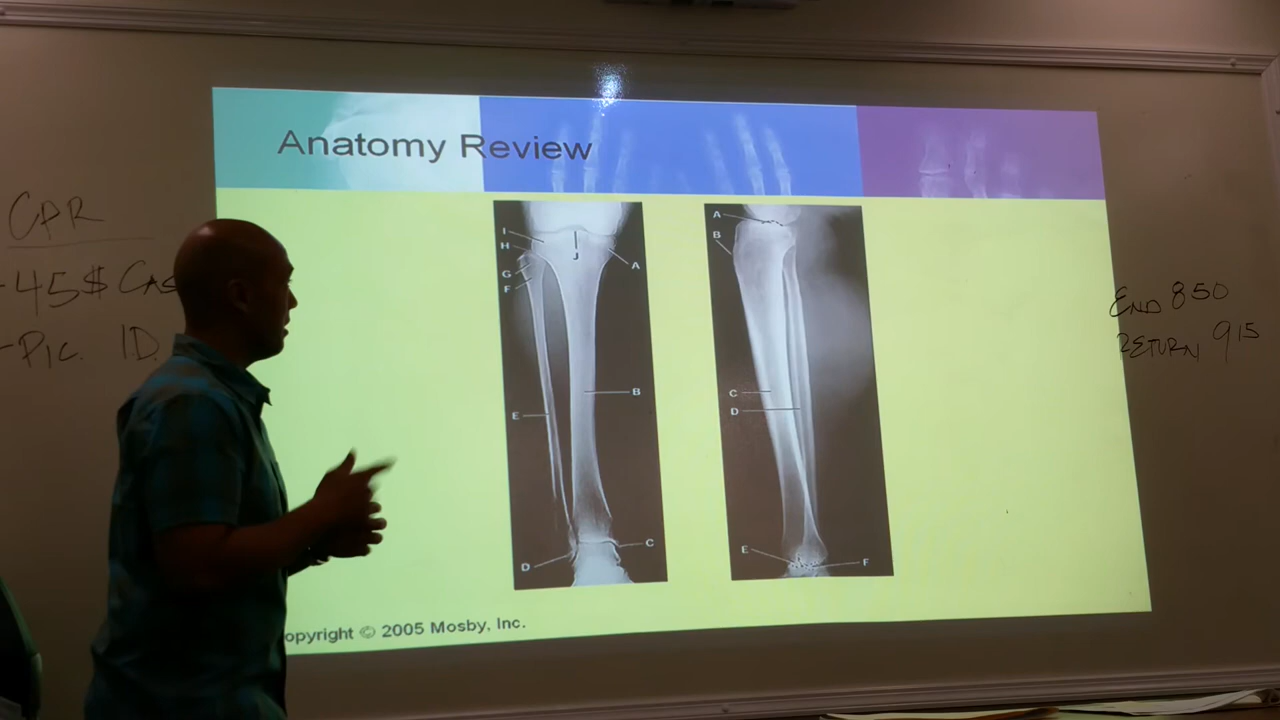 CPR
-45$ CAS
-PIC. ID.
Anatomy Review
I
H
G
F
J
A
E
B
D
C
A
B
C
D
E
F
END 850
RETURN 915
opyright © 2005 Mosby, Inc.